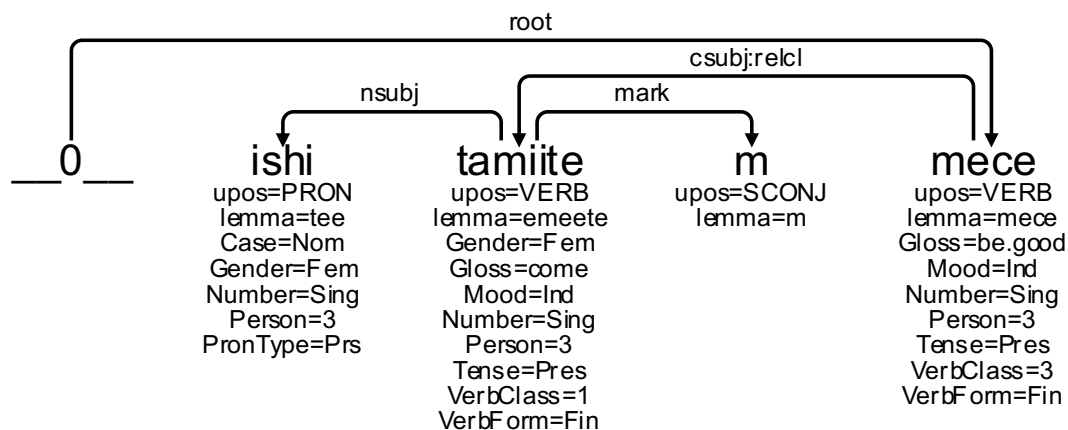 root
csubj:relcl
nsubj mark
__0__ ishi tamiite m mece
upos=PRON upos=VERB upos=SCONJ upos=VERB
lemma=tee lemma=emeete lemma=m lemma=mece
Case=Nom Gender=Fem Gloss=be.good
Gender=Fem Gloss=come Mood=Ind
Number=Sing Mood=Ind Number=Sing
Person=3 Number=Sing Person=3
PronType=Prs Person=3 Tense=Pres
Tense=Pres VerbClass=3
VerbClass=1 VerbForm=Fin
VerbForm=Fin